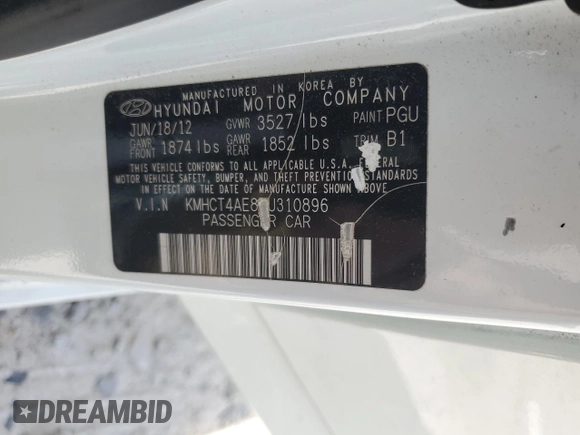 MANUFACTURED IN KOREA BY
HYUNDAI MOTOR COMPANY
JUN/18/12 GVWR 3527 lbs PAINT PGU
GAWR FRONT 1874 lbs GAWR REAR 1852 lbs TRIM B1
THIS VEHICLE CONFORMS TO ALL APPLICABLE U.S. FEDERAL
MOTOR VEHICLE SAFETY, BUMPER, AND THEFT PREVENTION STANDARDS
IN EFFECT ON THE DATE OF MANUFACTURE SHOWN ABOVE.
V.I.N
PASSENGER CAR
DREAMBID